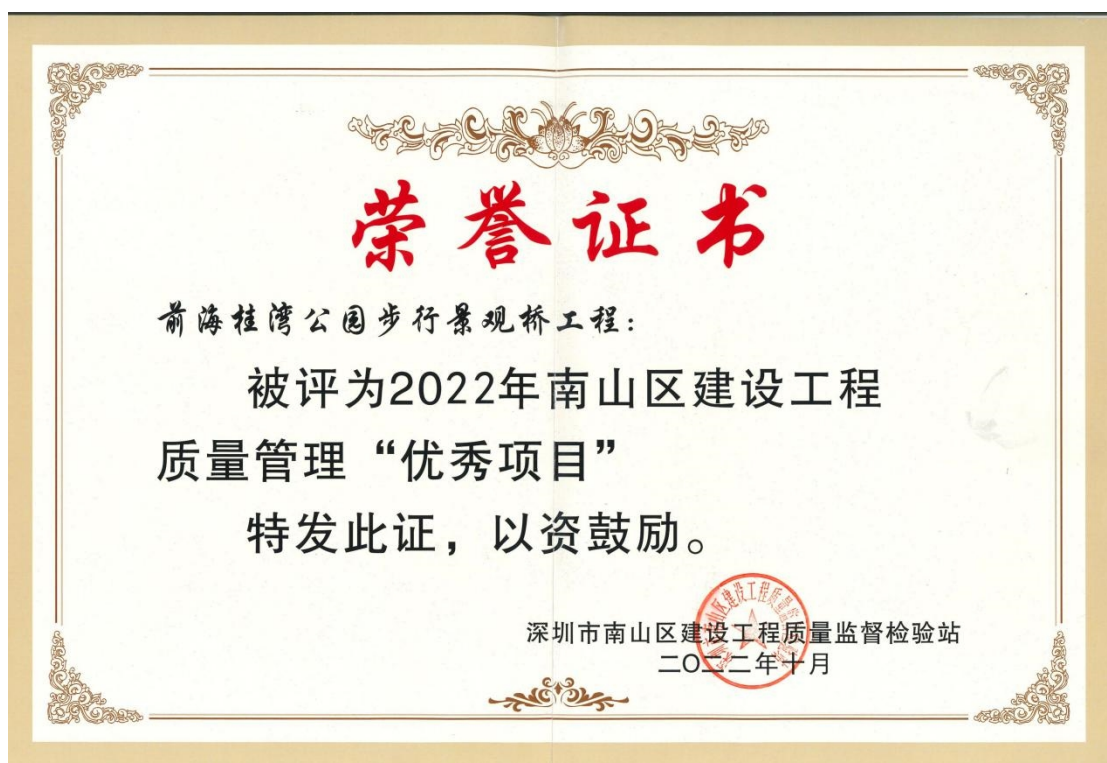 荣誉证书
前海桂湾公园步行景观桥工程：
被评为2022年南山区建设工程
质量管理“优秀项目”
特发此证，以资鼓励。
深圳市南山区建设工程质量监督检验站
二〇二二年十月